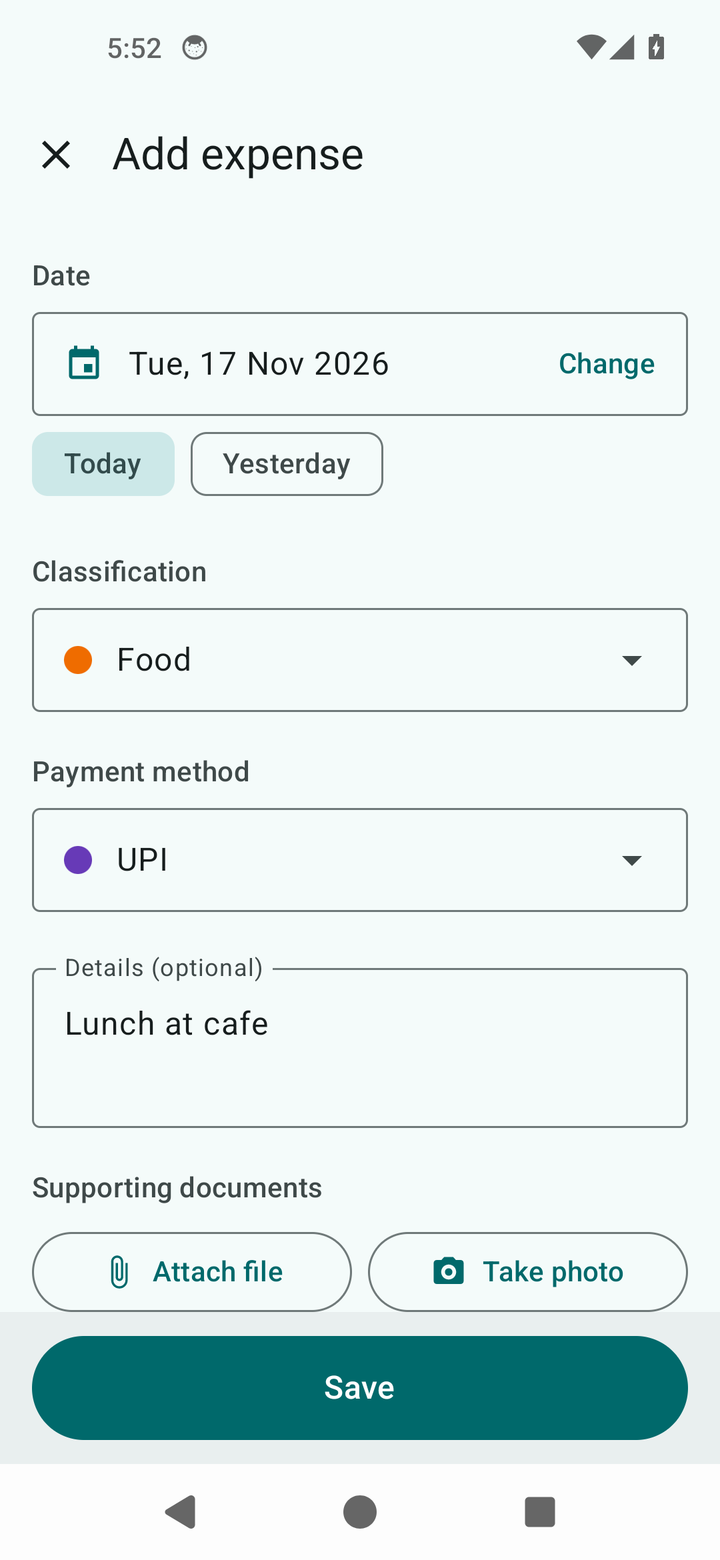 5:52
Add expense
Date
Tue, 17 Nov 2026 Change
Today Yesterday
Classification
Food
Payment method
UPI
Details (optional)
Lunch at cafe
Supporting documents
Attach file Take photo
Save